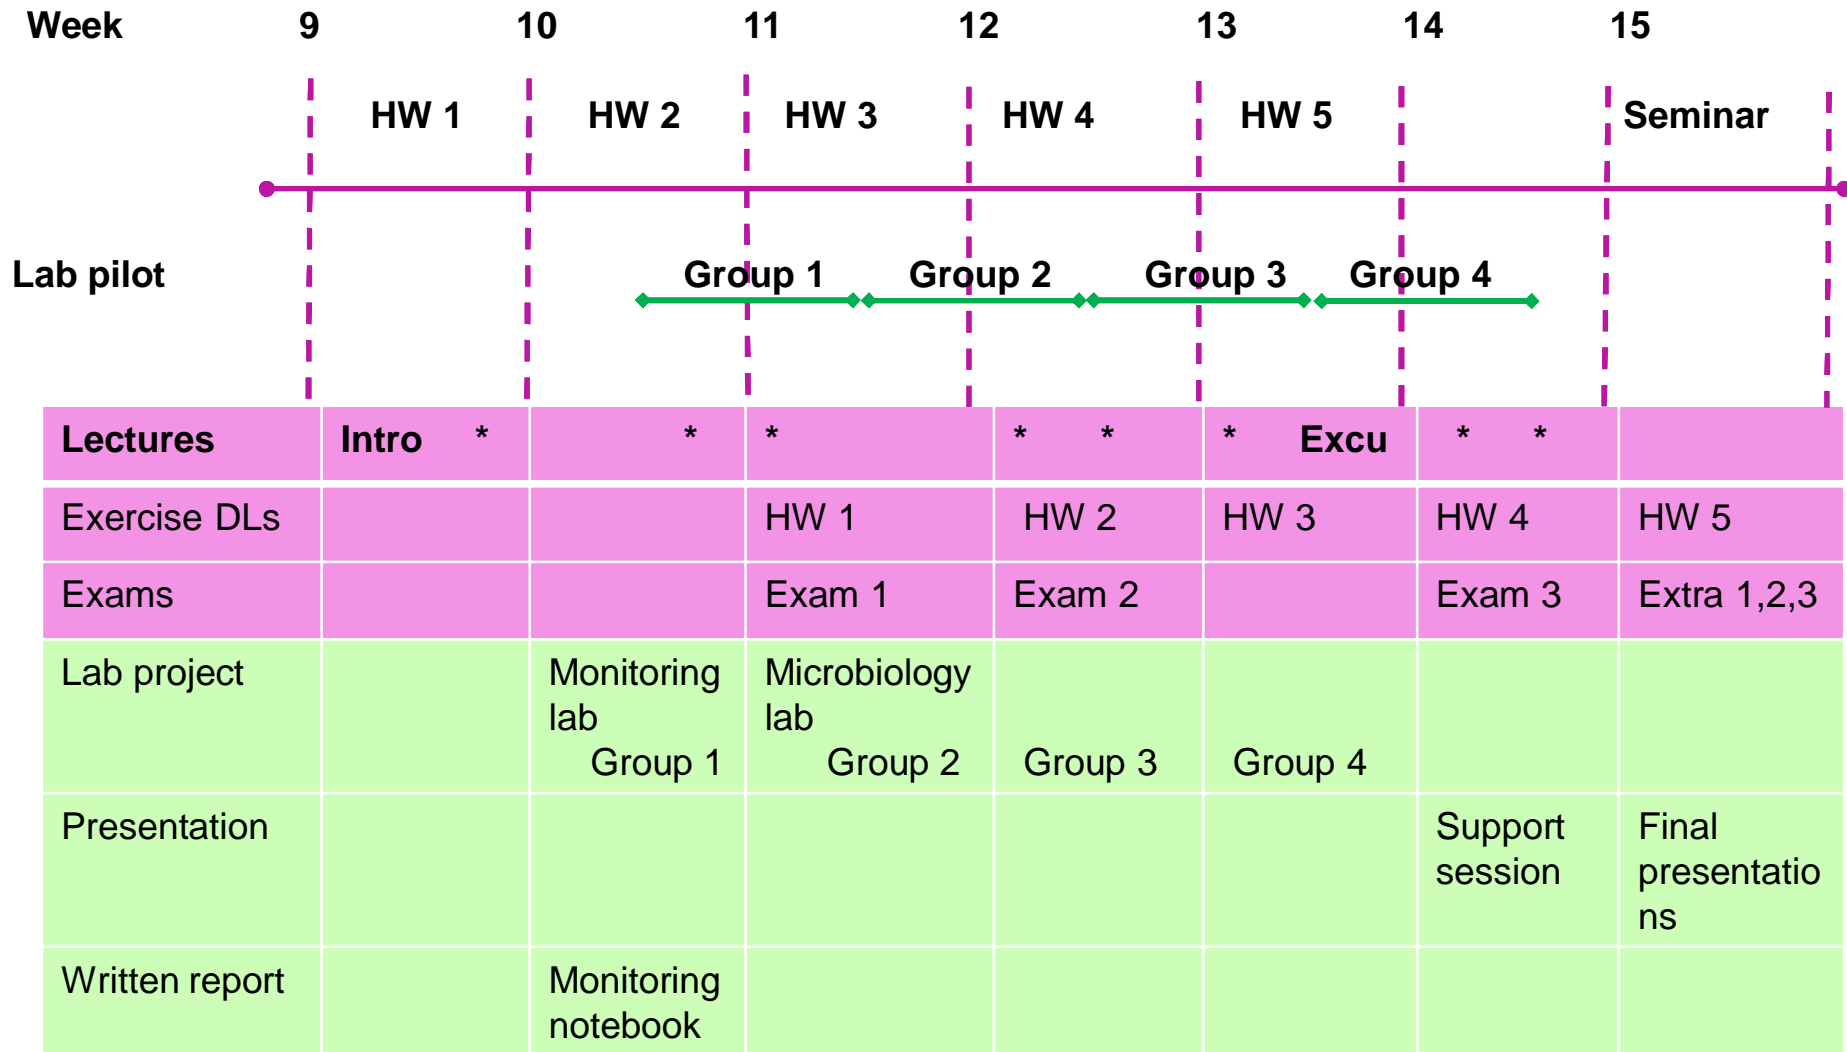 Week 9 10 11 12 13 14 15
HW 1 HW 2 HW 3 HW 4 HW 5 Seminar
Lab pilot Group 1 Group 2 Group 3 Group 4
Lectures Intro * * * * * * Excu * *
Exercise DLs HW 1 HW 2 HW 3 HW 4 HW 5
Exams Exam 1 Exam 2 Exam 3 Extra 1,2,3
Lab project Monitoring Microbiology
lab lab
Group 1 Group 2 Group 3 Group 4
Presentation Support Final
session presentatio
ns
Written report Monitoring
notebook